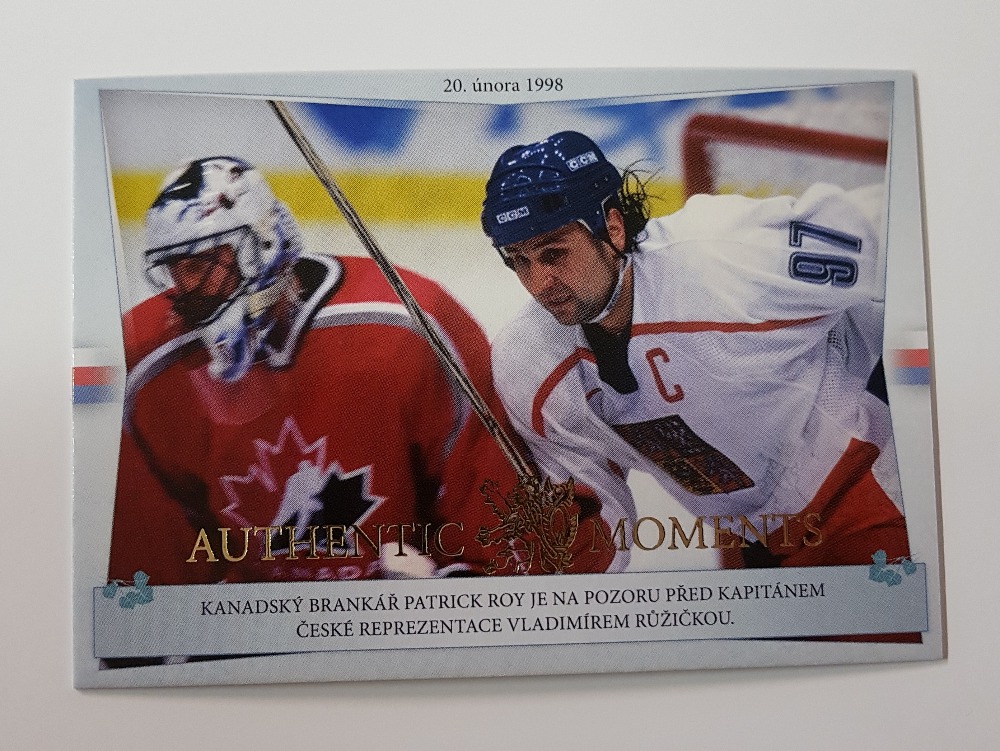 20. února 1998
CCM
CCM
97
C
AUTHENTIC MOMENTS
KANADSKÝ BRANKÁŘ PATRICK ROY JE NA POZORU PŘED KAPITÁNEM
ČESKÉ REPREZENTACE VLADIMÍREM RŮŽIČKOU.